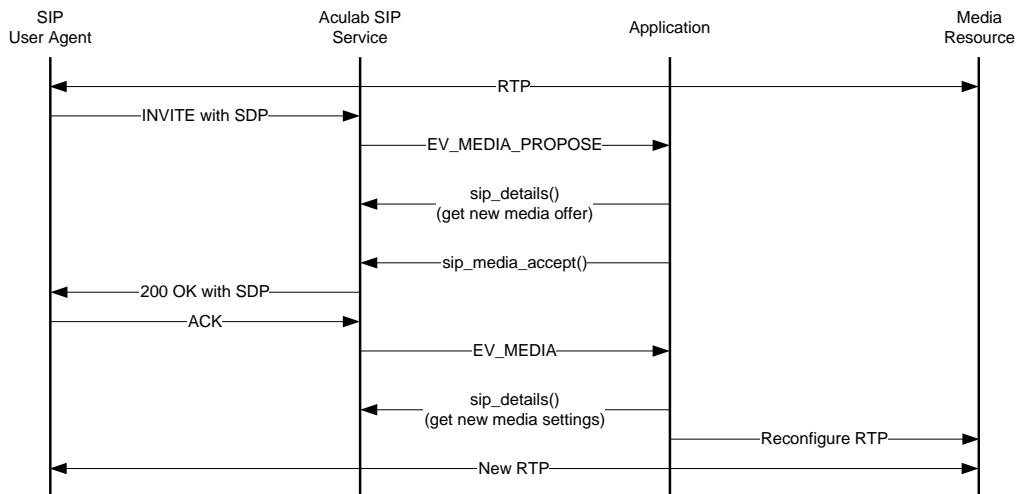 SIP
User Agent
Aculab SIP
Service
Application
Media
Resource
RTP
INVITE with SDP
EV_MEDIA_PROPOSE
sip_details()
(get new media offer)
sip_media_accept()
200 OK with SDP
ACK
EV_MEDIA
sip_details()
(get new media settings)
Reconfigure RTP
New RTP